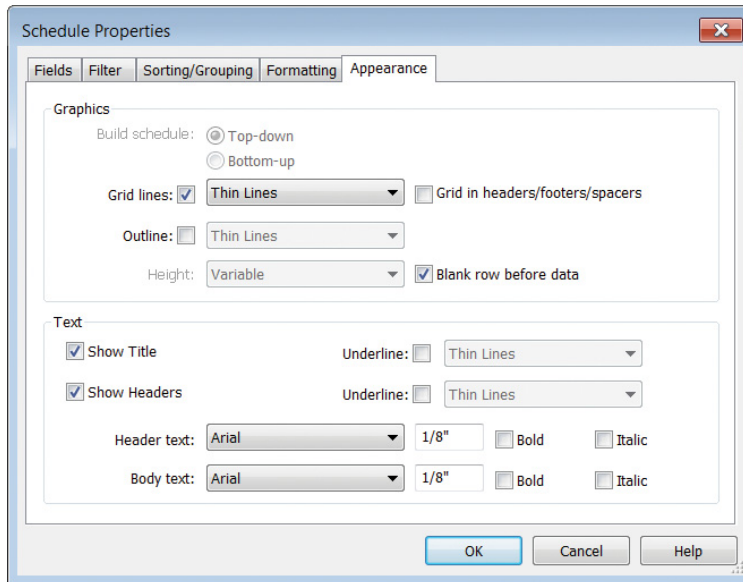 Schedule Properties
Fields Filter Sorting/Grouping Formatting Appearance
Graphics
Build schedule: Top-down
Bottom-up
Grid lines: Thin Lines Grid in headers/footers/spacers
Outline: Thin Lines
Height: Variable Blank row before data
Text
Show Title Underline: Thin Lines
Show Headers Underline: Thin Lines
Header text: Arial 1/8" Bold Italic
Body text: Arial 1/8" Bold Italic
OK Cancel Help